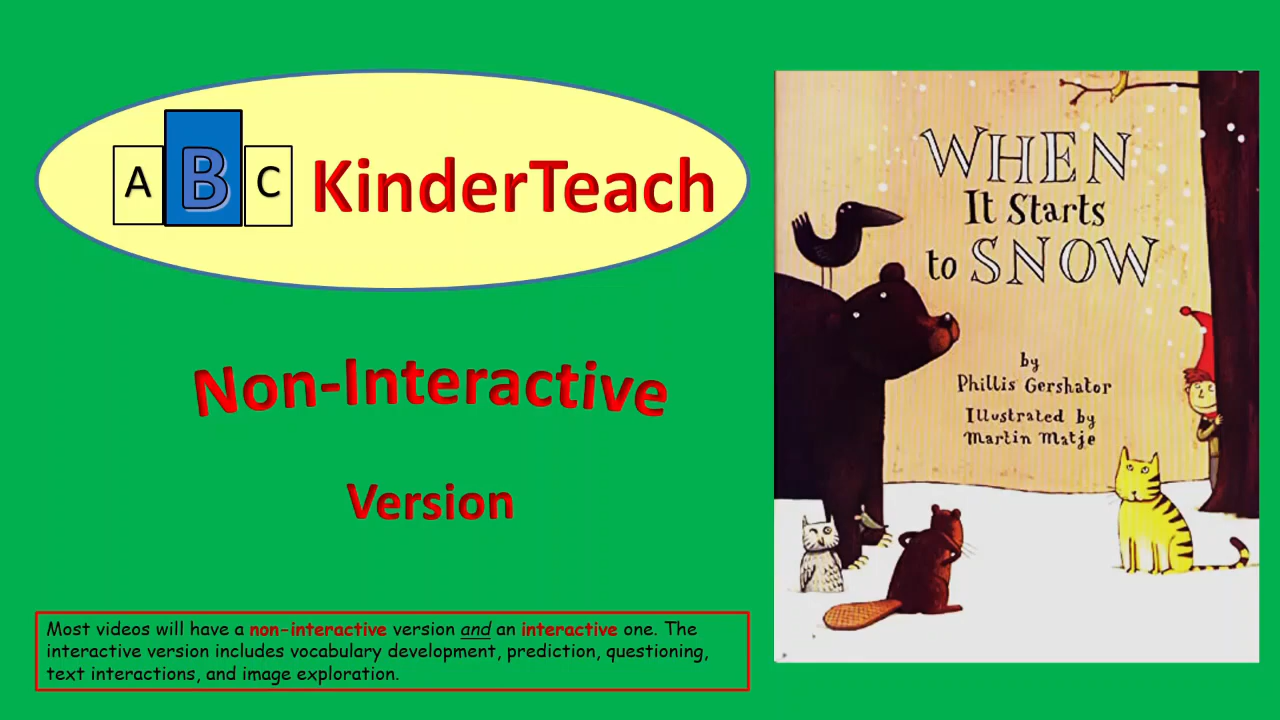 A B C KinderTeach
Non-Interactive
Version
Most videos will have a non-interactive version and an interactive one. The
interactive version includes vocabulary development, prediction, questioning,
text interactions, and image exploration.
WHEN
It Starts
to SNOW
by
Phillis Gershator
Illustrated by
Martin Matje